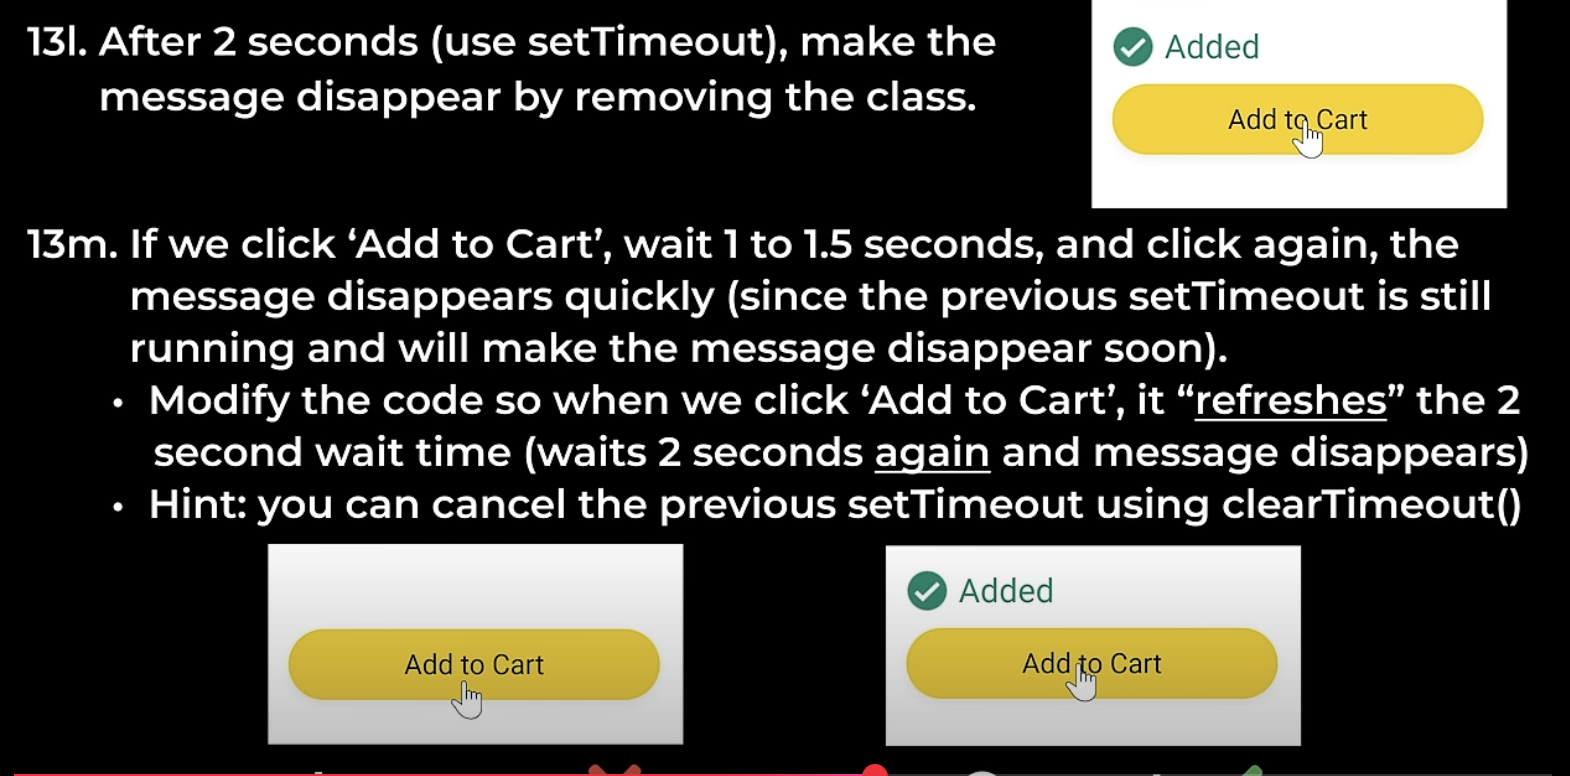 13l. After 2 seconds (use setTimeout), make the
message disappear by removing the class.
Added
Add to Cart
13m. If we click ‘Add to Cart’, wait 1 to 1.5 seconds, and click again, the
message disappears quickly (since the previous setTimeout is still
running and will make the message disappear soon).
• Modify the code so when we click ‘Add to Cart’, it “refreshes” the 2
second wait time (waits 2 seconds again and message disappears)
• Hint: you can cancel the previous setTimeout using clearTimeout()
Add to Cart
Added
Add to Cart